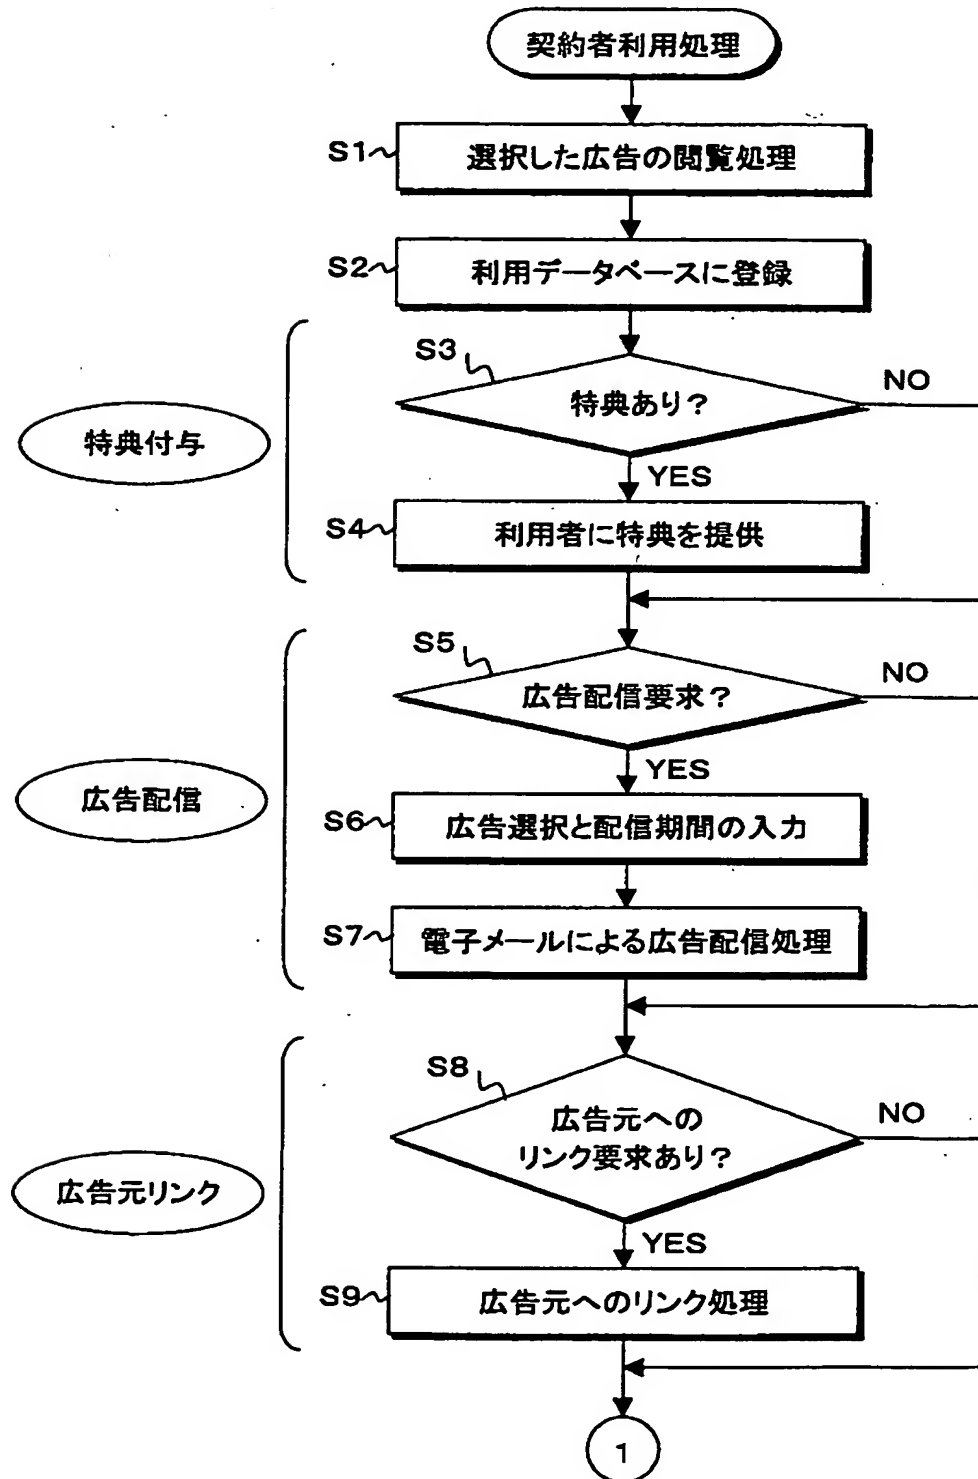 契約者利用処理
S1
選択した広告の閲覧処理
S2
利用データベースに登録
S3
特典あり?
NO
特典付与
YES
S4
利用者に特典を提供
S5
広告配信要求?
NO
YES
広告配信
S6
広告選択と配信期間の入力
S7
電子メールによる広告配信処理
S8
広告元への
リンク要求あり?
NO
広告元リンク
YES
S9
広告元へのリンク処理
1